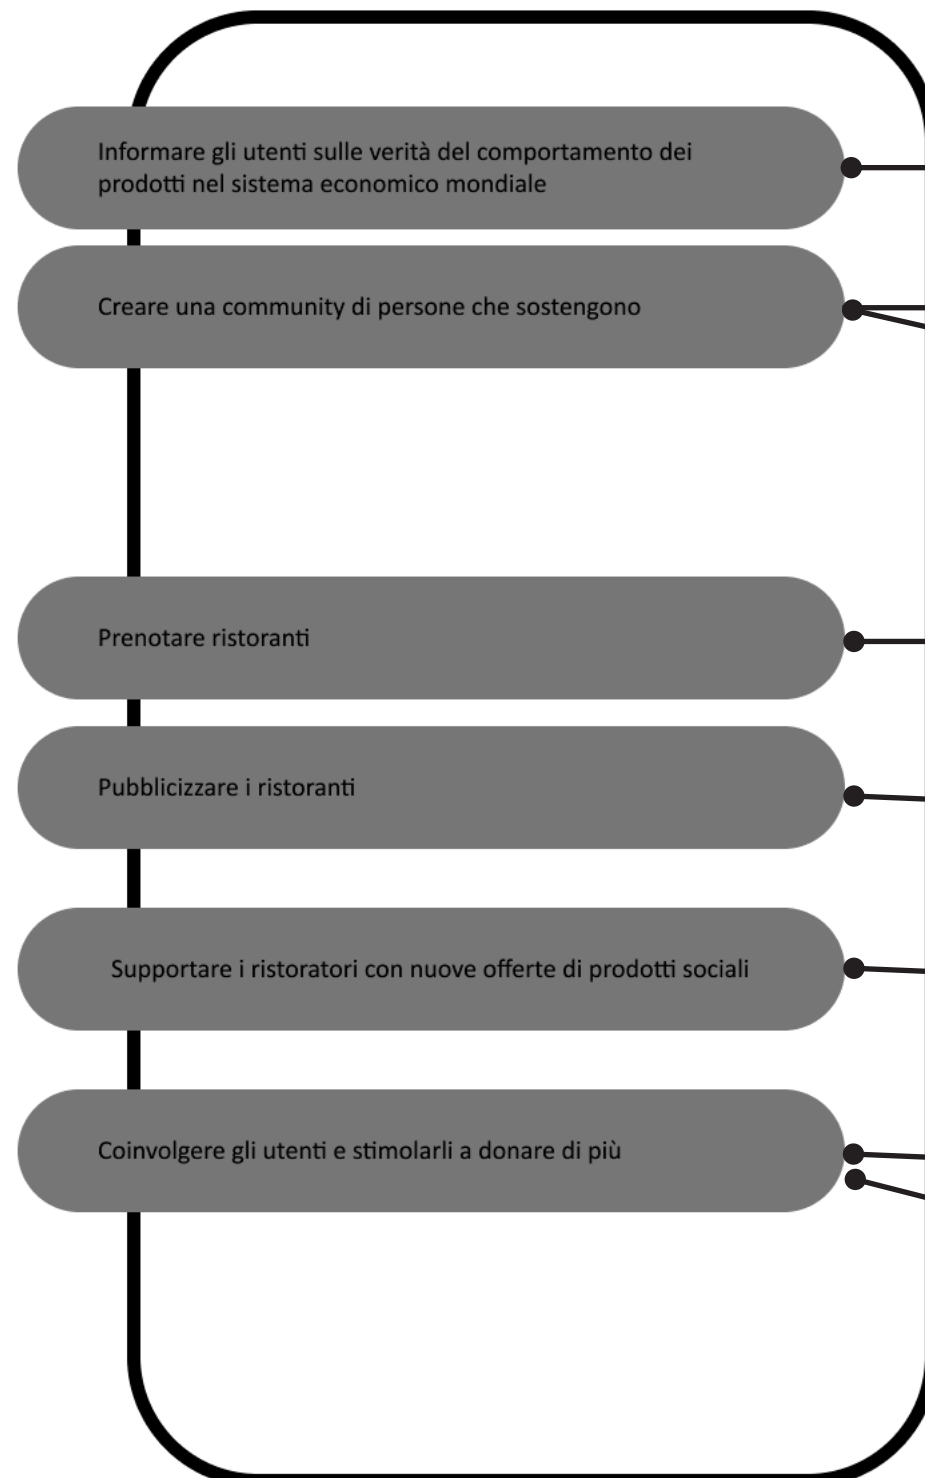 Informare gli utenti sulle verità del comportamento dei
prodotti nel sistema economico mondiale
Creare una community di persone che sostengono
Prenotare ristoranti
Pubblicizzare i ristoranti
Supportare i ristoratori con nuove offerte di prodotti sociali
Coinvolgere gli utenti e stimolarli a donare di più